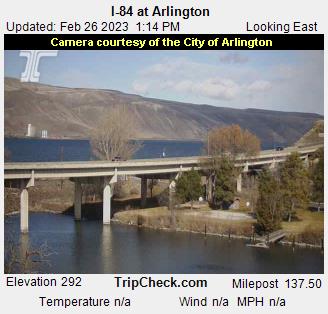 I-84 at Arlington
Updated: Feb 26 2023 1:14 PM Looking East
Camera courtesy of the City of Arlington
Elevation 292 TripCheck.com Milepost 137.50
Temperature n/a Wind n/a MPH n/a